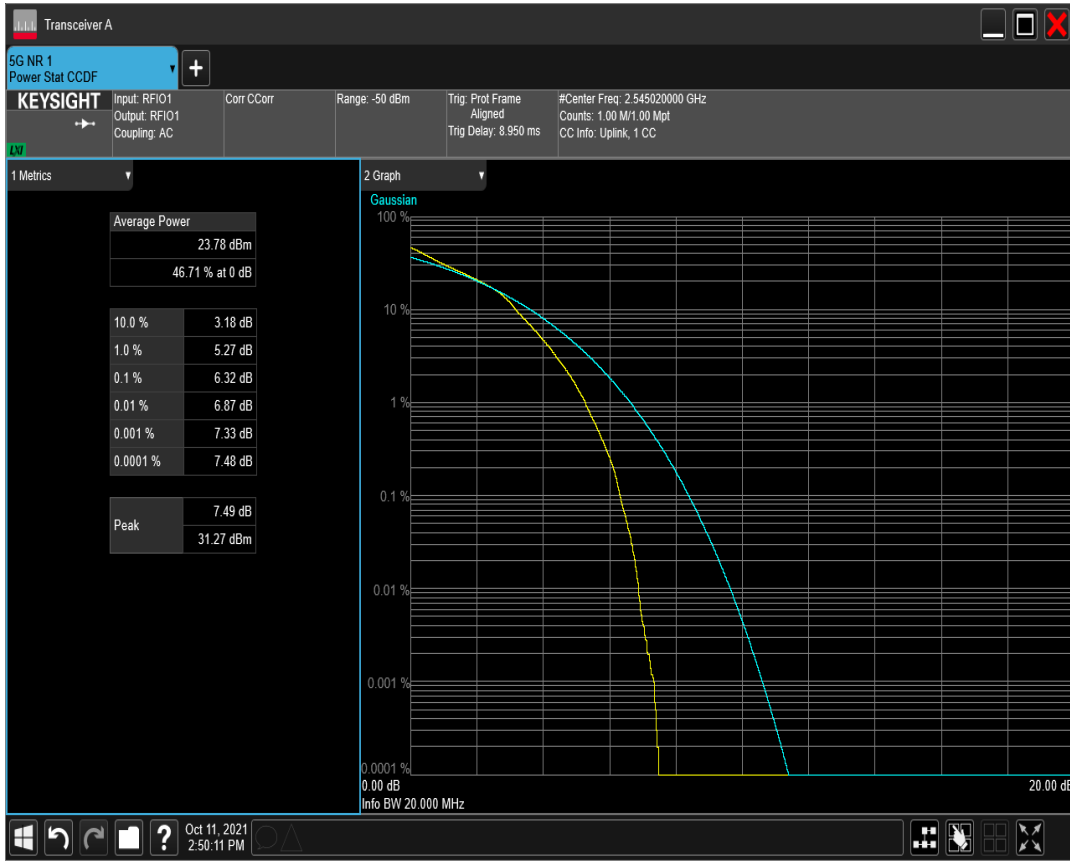 Transceiver A
5G NR 1
Power Stat CCDF
KEYSIGHT
LXI
Input: RFIO1
Output: RFIO1
Coupling: AC
Corr CCorr
Range: -50 dBm
Trig: Prot Frame
Aligned
Trig Delay: 8.950 ms
#Center Freq: 2.545020000 GHz
Counts: 1.00 M/1.00 Mpt
CC Info: Uplink, 1 CC
1 Metrics
Average Power
23.78 dBm
46.71 % at 0 dB
10.0 % 3.18 dB
1.0 % 5.27 dB
0.1 % 6.32 dB
0.01 % 6.87 dB
0.001 % 7.33 dB
0.0001 % 7.48 dB
Peak
7.49 dB
31.27 dBm
2 Graph
Gaussian
100 %
10 %
1 %
0.1 %
0.01 %
0.001 %
0.0001 %
0.00 dB 20.00 dB
Info BW 20.000 MHz
?
Oct 11, 2021
2:50:11 PM